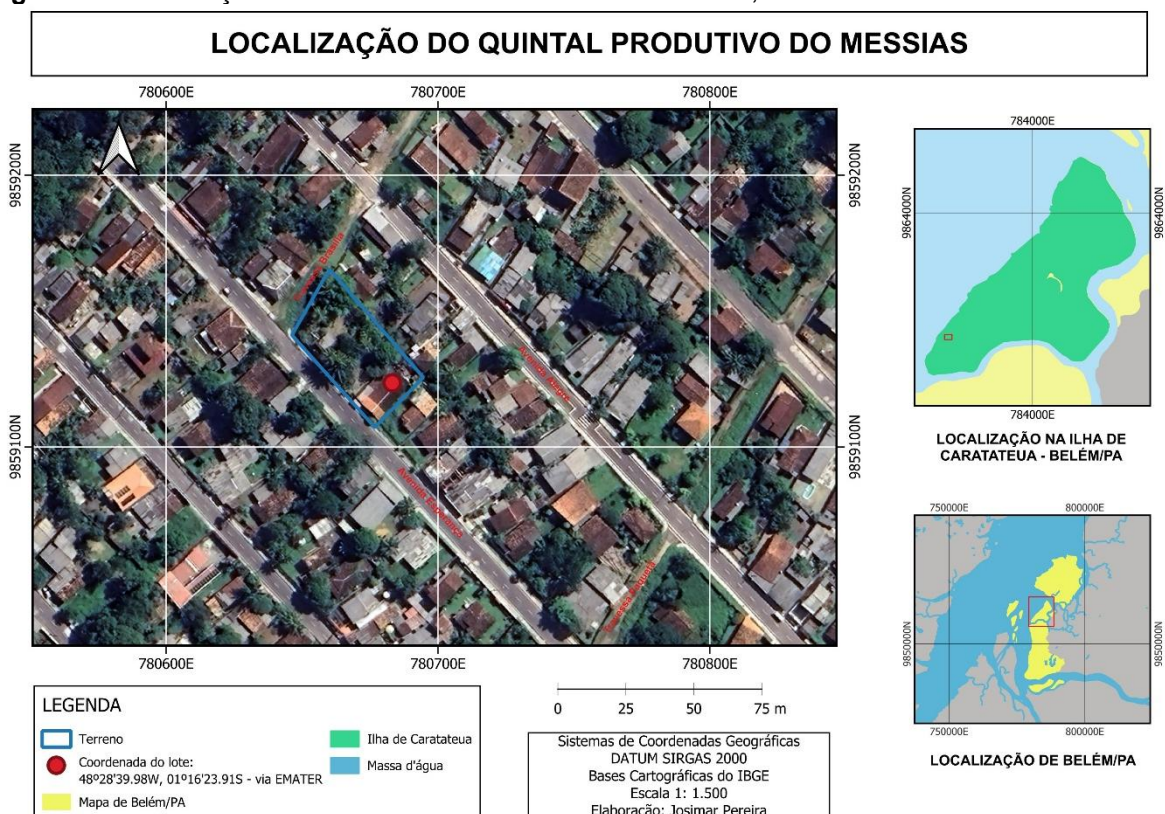 LOCALIZAÇÃO DO QUINTAL PRODUTIVO DO MESSIAS
780600E 780700E 780800E
9859200N 9859200N
9859100N 9859100N
Avenida Esperança
780600E 780700E 780800E
784000E
9864000N 9864000N
784000E
LOCALIZAÇÃO NA ILHA DE
CARATATEUA - BELÉM/PA
750000E 800000E
9850000N 9850000N
750000E 800000E
LOCALIZAÇÃO DE BELÉM/PA
LEGENDA
Terreno
Coordenada do lote:
48º28'39.98W, 01º16'23.91S - via EMATER
Mapa de Belém/PA
Ilha de Caratateua
Massa d'água
0 25 50 75 m
Sistemas de Coordenadas Geográficas
DATUM SIRGAS 2000
Bases Cartográficas do IBGE
Escala 1: 1.500
Elaboração: Josimar Pereira